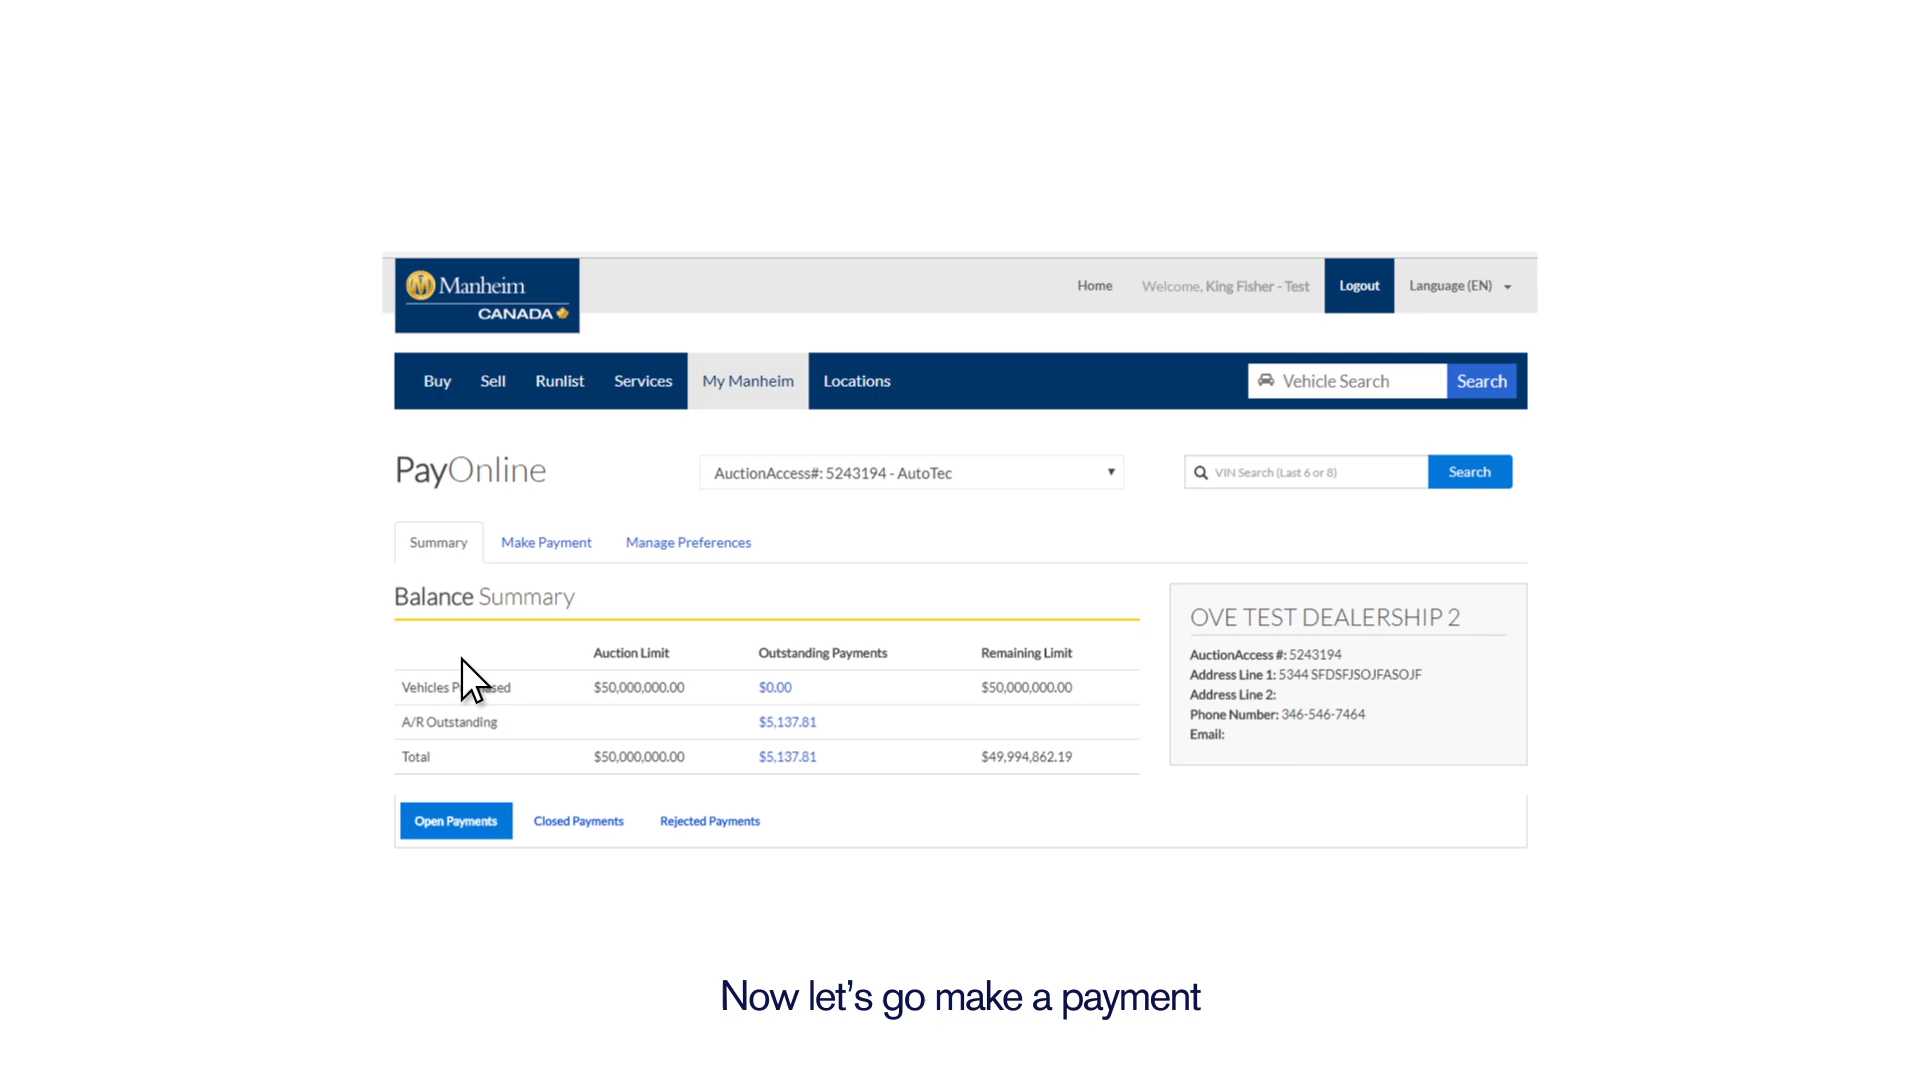 Manheim
CANADA
Home
Welcome, King Fisher - Test
Logout
Language (EN)
Buy
Sell
Runlist
Services
My Manheim
Locations
Vehicle Search
Search
PayOnline
AuctionAccess#: 5243194 - AutoTec
VIN Search (Last 6 or 8)
Search
Summary
Make Payment
Manage Preferences
Balance Summary
Auction Limit
Outstanding Payments
Remaining Limit
Vehicles
$50,000,000.00
$0.00
$50,000,000.00
A/R Outstanding
$5,137.81
Total
$50,000,000.00
$5,137.81
$49,994,862.19
OVE TEST DEALERSHIP 2
AuctionAccess #: 5243194
Address Line 1: 5344 SFDSFJSOJFASOJF
Address Line 2:
Phone Number: 346-546-7464
Email:
Open Payments
Closed Payments
Rejected Payments
Now let's go make a payment